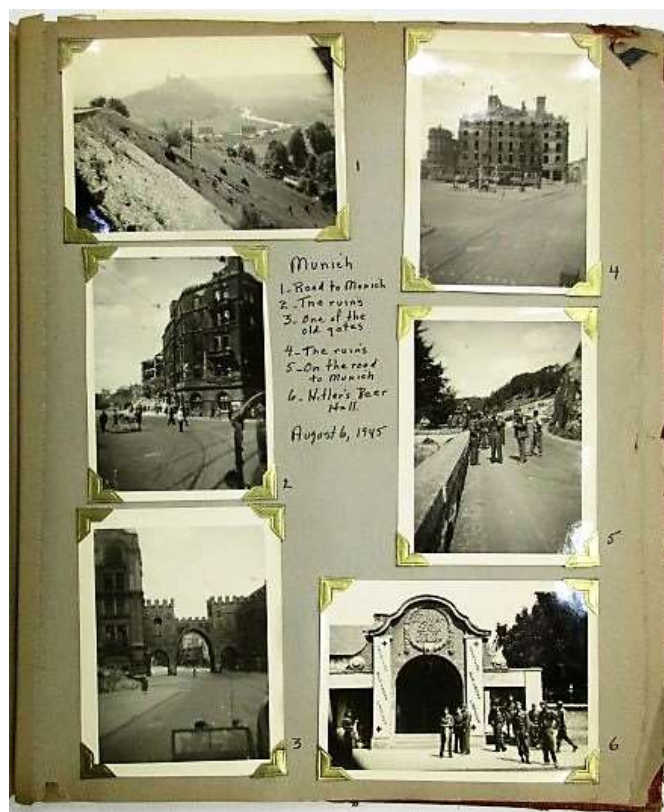 Munich
1-Road to Munich
2-The ruins
3-One of the
old gates
4-The ruins
5-On the road
to Munich
6-Hitler's Beer
Hall
August 6, 1945
1
4
2
5
3
6